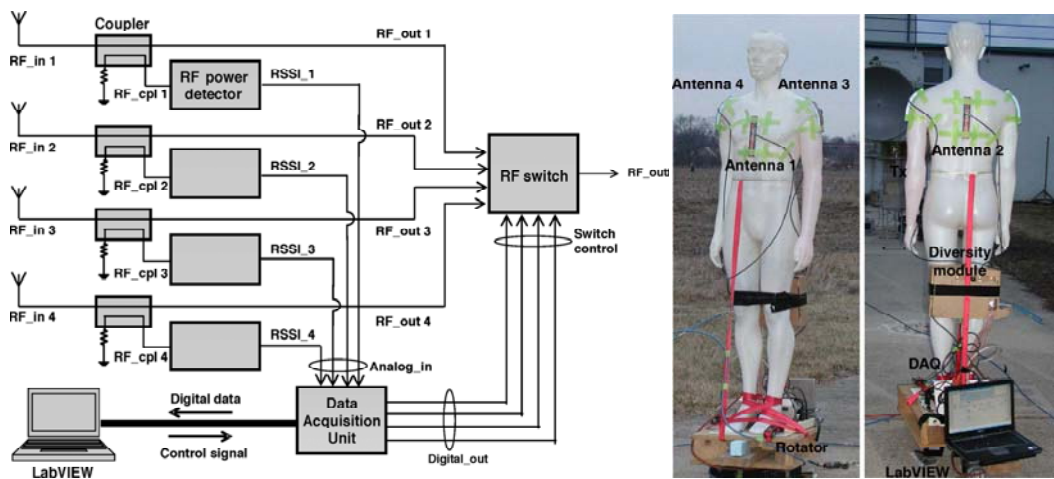 Coupler
RF_in 1
RF_cpl 1
RF power
detector
RSSI_1
RF_out 1
RF_in 2
RF_cpl 2
RSSI_2
RF_out 2
RF switch
RF_out
RF_in 3
RF_cpl 3
RSSI_3
RF_out 3
Switch
control
RF_in 4
RF_cpl 4
RSSI_4
RF_out 4
Analog_in
Digital data
Control signal
LabVIEW
Data
Acquisition
Unit
Digital_out
Antenna 4
Antenna 3
Antenna 1
Rotator
Antenna 2
Tx
Diversity
module
DAQ
LabVIEW